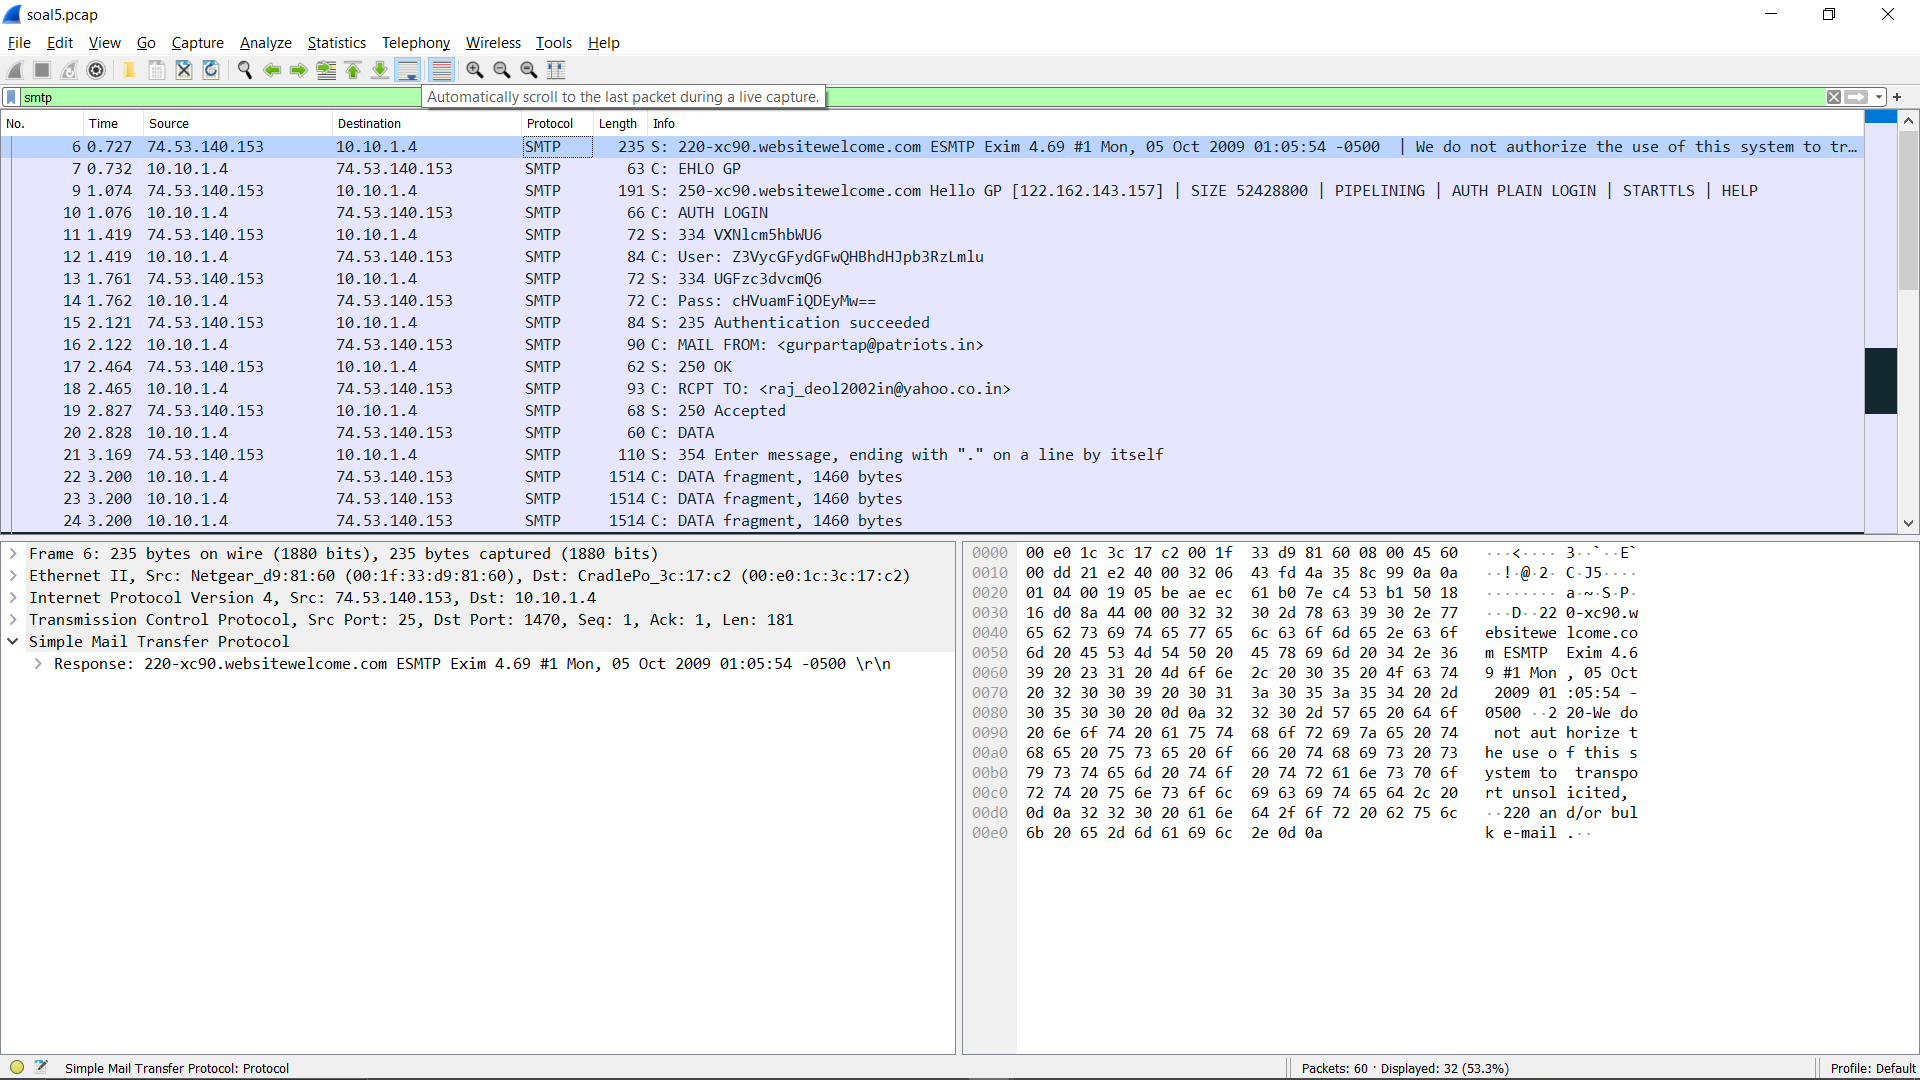 soal5.pcap
File Edit View Go Capture Analyze Statistics Telephony Wireless Tools Help
smtp
Automatically scroll to the last packet during a live capture.
No. Time Source Destination Protocol Length Info
6 0.727 74.53.140.153 10.10.1.4 SMTP 235 S: 220-xc90.websitewelcome.com ESMTP Exim 4.69 #1 Mon, 05 Oct 2009 01:05:54 -0500 | We do not authorize the use of this system to tr…
7 0.732 10.10.1.4 74.53.140.153 SMTP 63 C: EHLO GP
9 1.074 74.53.140.153 10.10.1.4 SMTP 191 S: 250-xc90.websitewelcome.com Hello GP [122.162.143.157] | SIZE 52428800 | PIPELINING | AUTH PLAIN LOGIN | STARTTLS | HELP
10 1.076 10.10.1.4 74.53.140.153 SMTP 66 C: AUTH LOGIN
11 1.419 74.53.140.153 10.10.1.4 SMTP 72 S: 334 VXNlcm5hbWU6
12 1.419 10.10.1.4 74.53.140.153 SMTP 84 C: User: Z3VycGFydGFwQHBhdHJpb3RzLmlu
13 1.761 74.53.140.153 10.10.1.4 SMTP 72 S: 334 UGFzc3dvcmQ6
14 1.762 10.10.1.4 74.53.140.153 SMTP 72 C: Pass: cHVuamFiQDEyMw==
15 2.121 74.53.140.153 10.10.1.4 SMTP 84 S: 235 Authentication succeeded
16 2.122 10.10.1.4 74.53.140.153 SMTP 90 C: MAIL FROM: <gurpartap@patriots.in>
17 2.464 74.53.140.153 10.10.1.4 SMTP 62 S: 250 OK
18 2.465 10.10.1.4 74.53.140.153 SMTP 93 C: RCPT TO: <raj_deol2002in@yahoo.co.in>
19 2.827 74.53.140.153 10.10.1.4 SMTP 68 S: 250 Accepted
20 2.828 10.10.1.4 74.53.140.153 SMTP 60 C: DATA
21 3.169 74.53.140.153 10.10.1.4 SMTP 110 S: 354 Enter message, ending with "." on a line by itself
22 3.200 10.10.1.4 74.53.140.153 SMTP 1514 C: DATA fragment, 1460 bytes
23 3.200 10.10.1.4 74.53.140.153 SMTP 1514 C: DATA fragment, 1460 bytes
24 3.200 10.10.1.4 74.53.140.153 SMTP 1514 C: DATA fragment, 1460 bytes
Frame 6: 235 bytes on wire (1880 bits), 235 bytes captured (1880 bits)
Ethernet II, Src: Netgear_d9:81:60 (00:1f:33:d9:81:60), Dst: CradlePo_3c:17:c2 (00:e0:1c:3c:17:c2)
Internet Protocol Version 4, Src: 74.53.140.153, Dst: 10.10.1.4
Transmission Control Protocol, Src Port: 25, Dst Port: 1470, Seq: 1, Ack: 1, Len: 181
Simple Mail Transfer Protocol
Response: 220-xc90.websitewelcome.com ESMTP Exim 4.69 #1 Mon, 05 Oct 2009 01:05:54 -0500 \r\n
0000 00 e0 1c 3c 17 c2 00 1f 33 d9 81 60 08 00 45 60 ···<···· 3··`··E`
0010 00 dd 21 e2 40 00 32 06 43 fd 4a 35 8c 99 0a 0a ··!·@·2· C·J5····
0020 01 04 00 19 05 be ae ec 61 b0 7e c4 53 b1 50 18 ········ a·~·S·P·
0030 16 d0 8a 44 00 00 32 32 30 2d 78 63 39 30 2e 77 ···D··22 0-xc90.w
0040 65 62 73 69 74 65 77 65 6c 63 6f 6d 65 2e 63 6f ebsitewe lcome.co
0050 6d 20 45 53 4d 54 50 20 45 78 69 6d 20 34 2e 36 m ESMTP Exim 4.6
0060 39 20 23 31 20 4d 6f 6e 2c 20 30 35 20 4f 63 74 9 #1 Mon , 05 Oct
0070 20 32 30 30 39 20 30 31 3a 30 35 3a 35 34 20 2d 2009 01 :05:54 -
0080 30 35 30 30 20 0d 0a 32 32 30 2d 57 65 20 64 6f 0500 ··2 20-We do
0090 20 6e 6f 74 20 61 75 74 68 6f 72 69 7a 65 20 74 not aut horize t
00a0 68 65 20 75 73 65 20 6f 66 20 74 68 69 73 20 73 he use o f this s
00b0 79 73 74 65 6d 20 74 6f 20 74 72 61 6e 73 70 6f ystem to transpo
00c0 72 74 20 75 6e 73 6f 6c 69 63 69 74 65 64 2c 20 rt unsol icited,
00d0 0d 0a 32 32 30 20 61 6e 64 2f 6f 72 20 62 75 6c ··220 an d/or bul
00e0 6b 20 65 2d 6d 61 69 6c 2e 0d 0a k e-mail .··
Simple Mail Transfer Protocol: Protocol
Packets: 60 · Displayed: 32 (53.3%)
Profile: Default